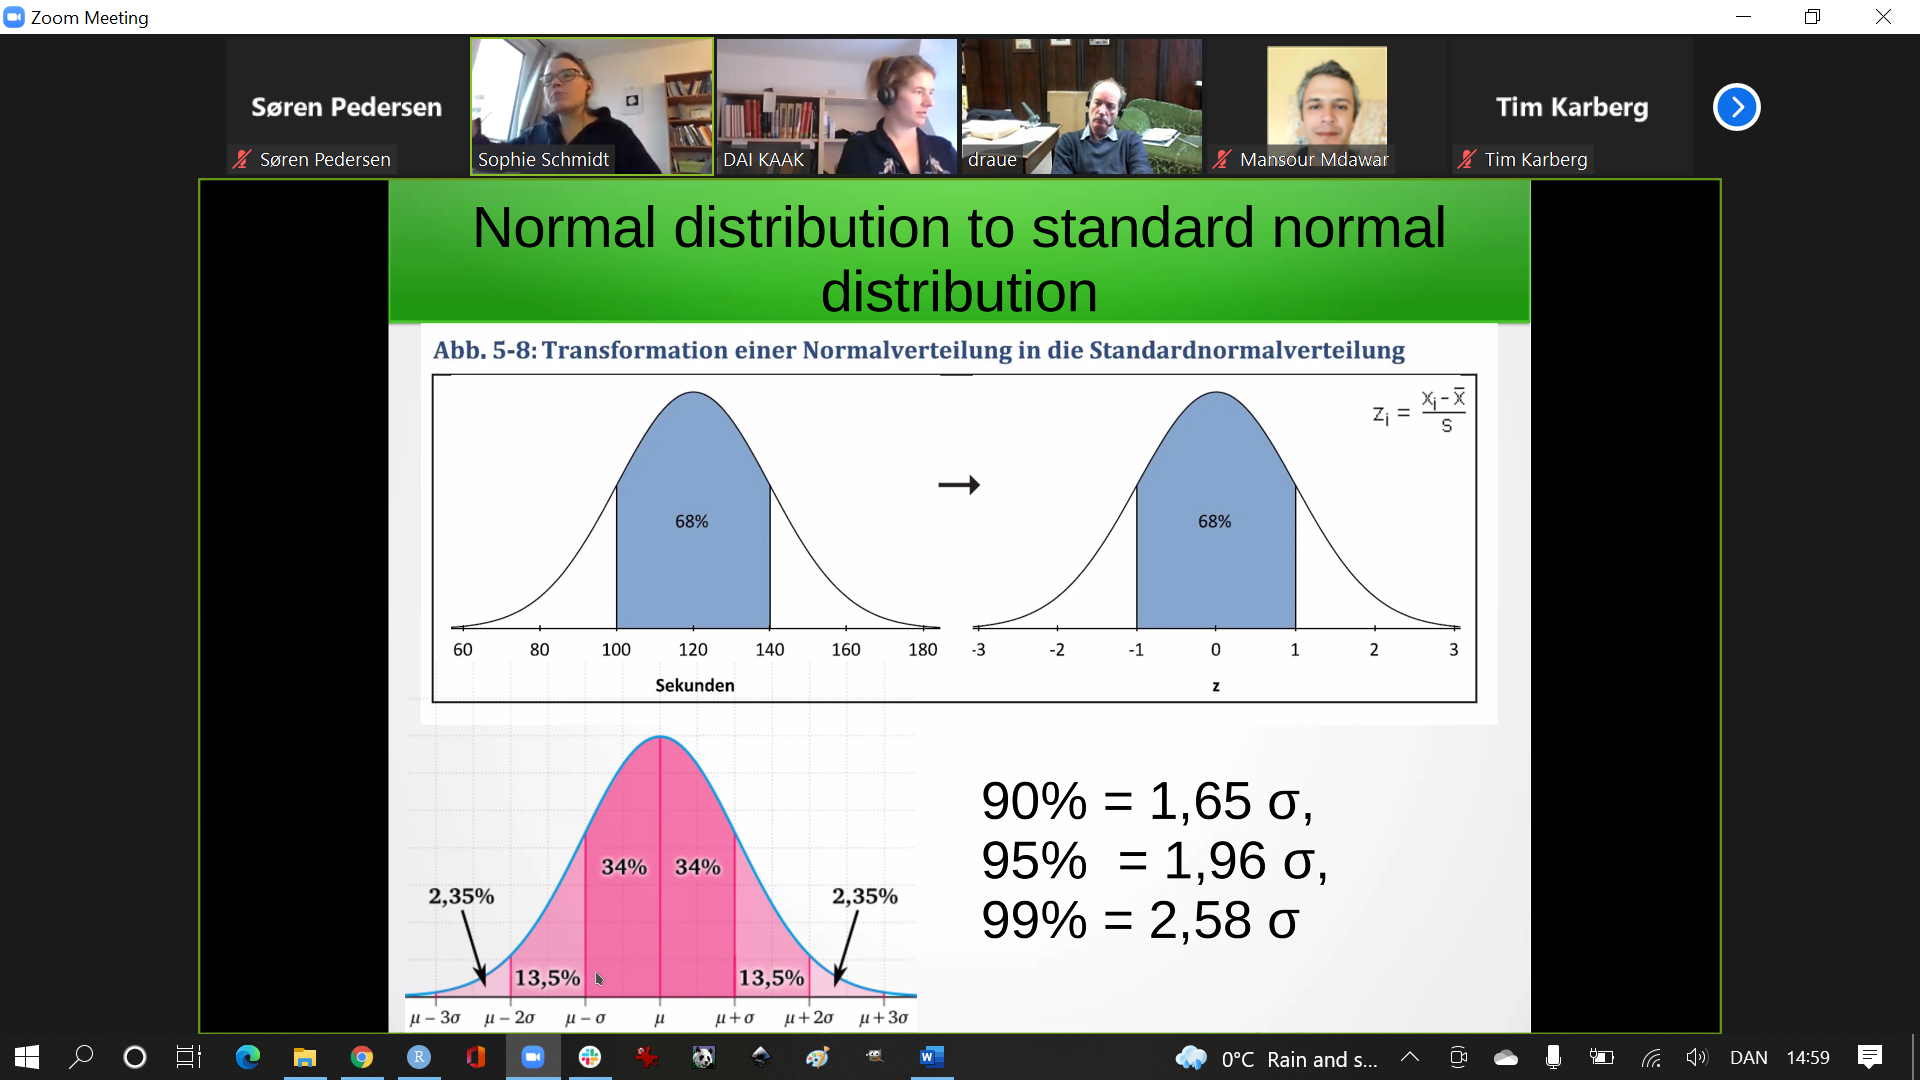 Zoom Meeting
Søren Pedersen
Tim Karberg
Søren Pedersen
Sophie Schmidt
DAI KAAK
draue
Mansour Mdawar
Tim Karberg
Normal distribution to standard normal
distribution
Abb. 5-8: Transformation einer Normalverteilung in die Standardnormalverteilung
zᵢ = (xᵢ - x̄) / s
68%
68%
60 80 100 120 140 160 180
-3 -2 -1 0 1 2 3
Sekunden
z
34% 34%
2,35%
2,35%
13,5%
13,5%
μ − 3σ μ − 2σ μ − σ μ μ + σ μ + 2σ μ + 3σ
90% = 1,65 σ,
95% = 1,96 σ,
99% = 2,58 σ
0°C Rain and s...
DAN
14:59